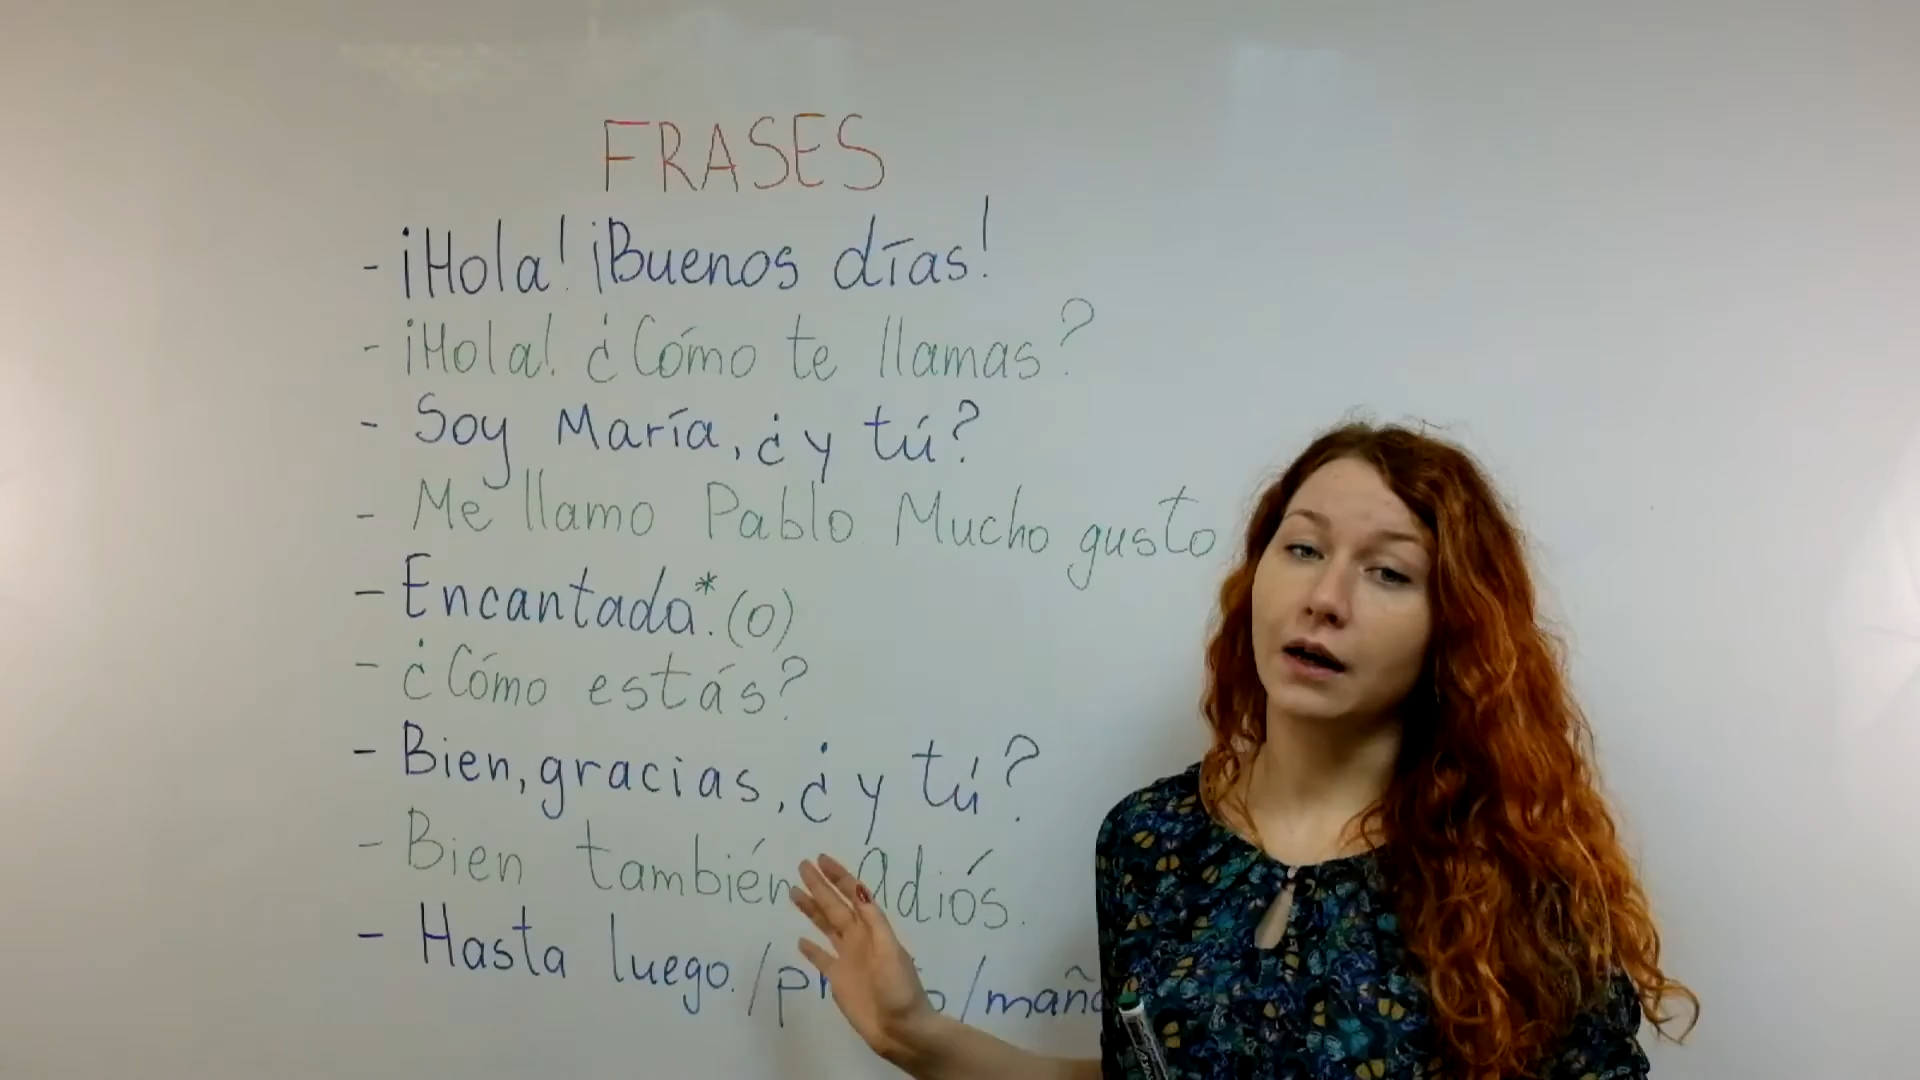 FRASES
- ¡Hola! ¡Buenos días!
- ¡Hola! ¿Cómo te llamas?
- Soy María, ¿y tú?
- Me llamo Pablo. Mucho gusto
- Encantada.* (o)
- ¿Cómo estás?
- Bien, gracias, ¿y tú?
- Bien también Adiós.
- Hasta luego. /